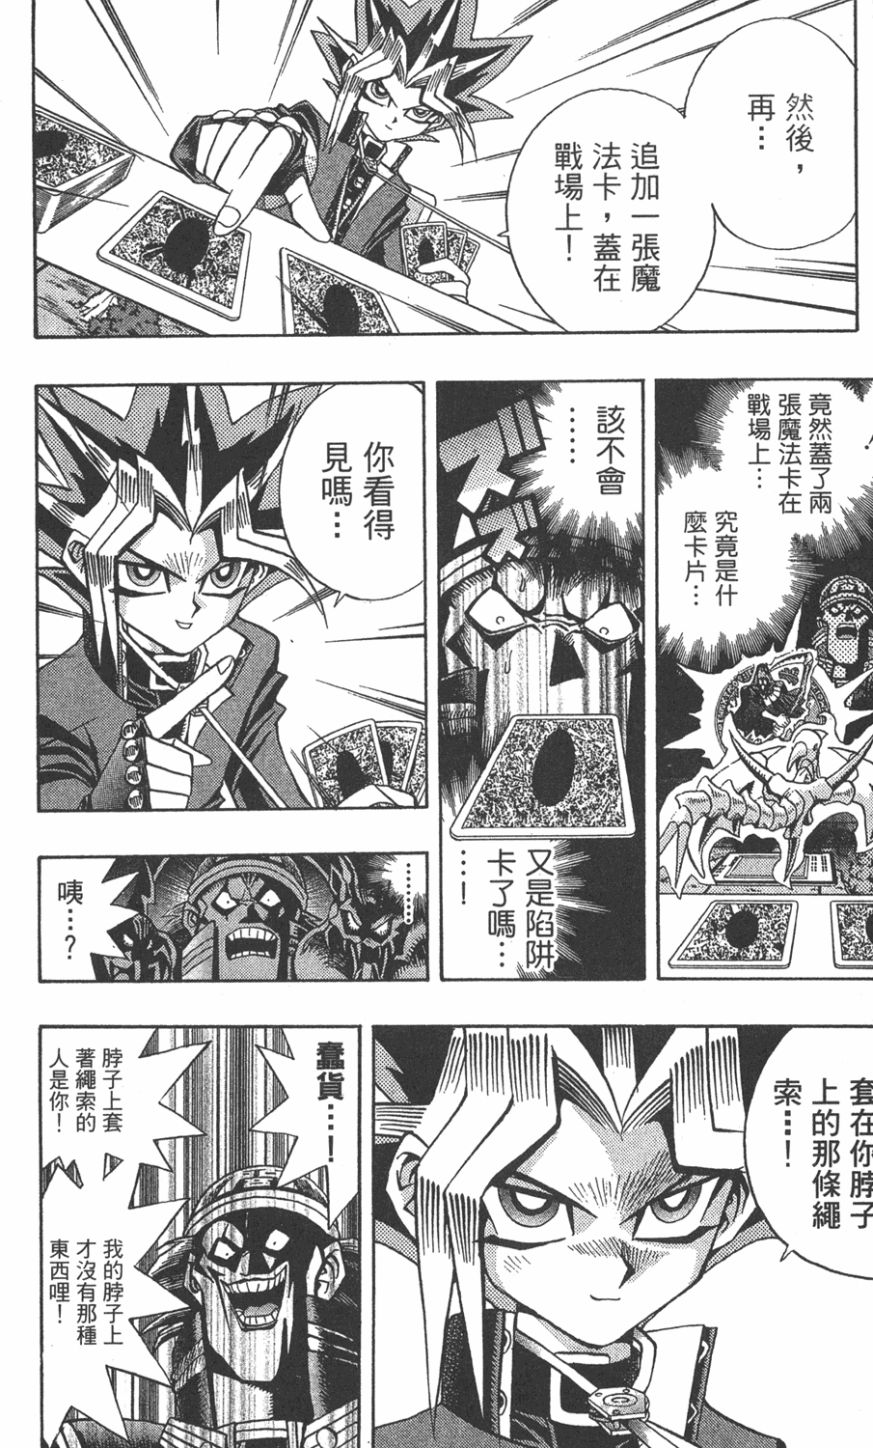 然後，
再…
追加一張魔
法卡，蓋在
戰場上！
竟然蓋了兩
張魔法卡在
戰場上…
究竟是什
麼卡片…
該不會
……
又是陷阱
卡了嗎…
…！
你看得
見嗎…
………
咦…？
套在你脖子
上的那條繩
索…！
蠢貨…！
脖子上套
著繩索的
人是你！
我的脖子上
才沒有那種
東西哩！